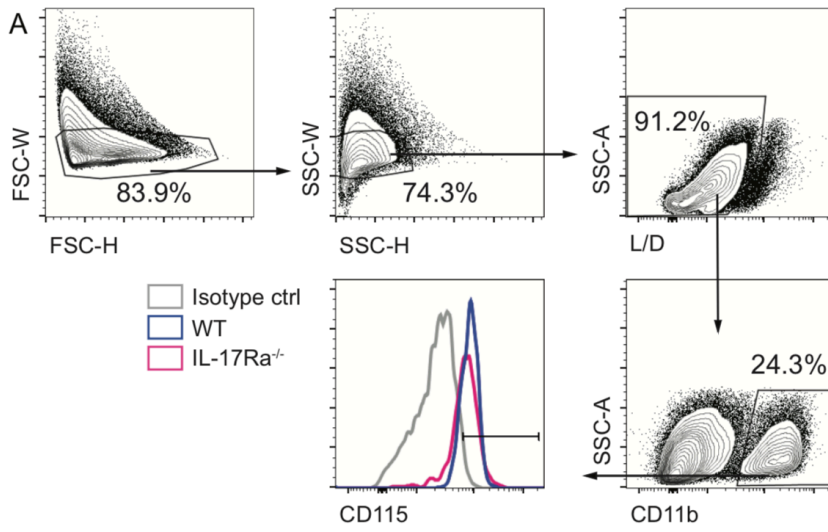 A
FSC-W
83.9%
FSC-H
SSC-W
74.3%
SSC-H
SSC-A
91.2%
L/D
Isotype ctrl
WT
IL-17Ra-/-
CD115
SSC-A
24.3%
CD11b